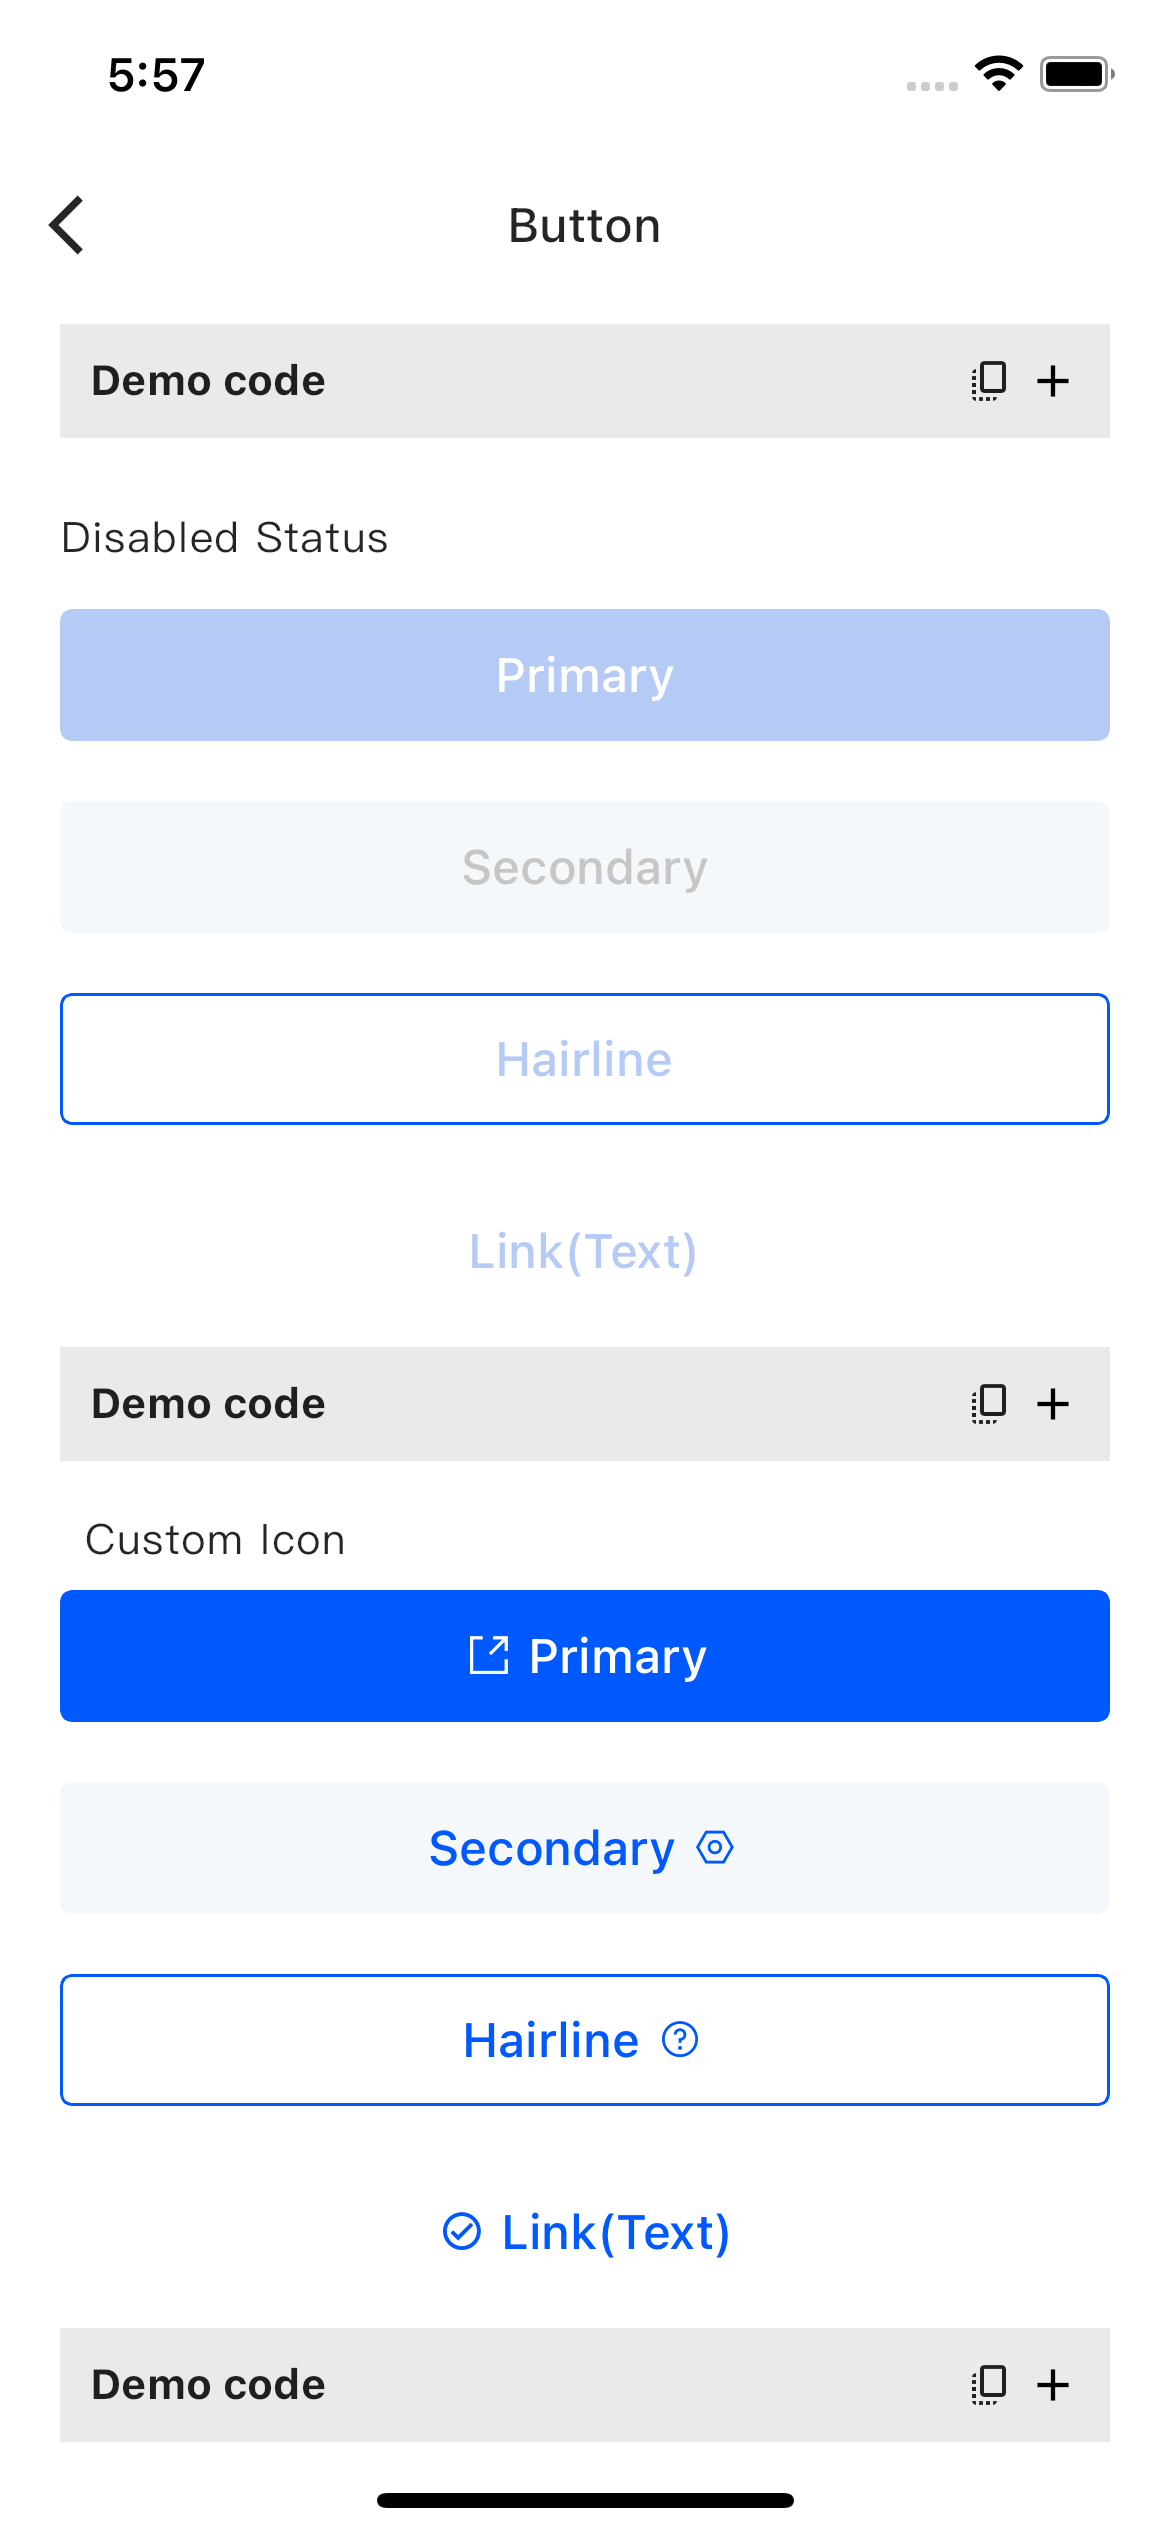 5:57
Button
Demo code
Disabled Status
Primary
Secondary
Hairline
Link(Text)
Demo code
Custom Icon
Primary
Secondary
Hairline
Link(Text)
Demo code